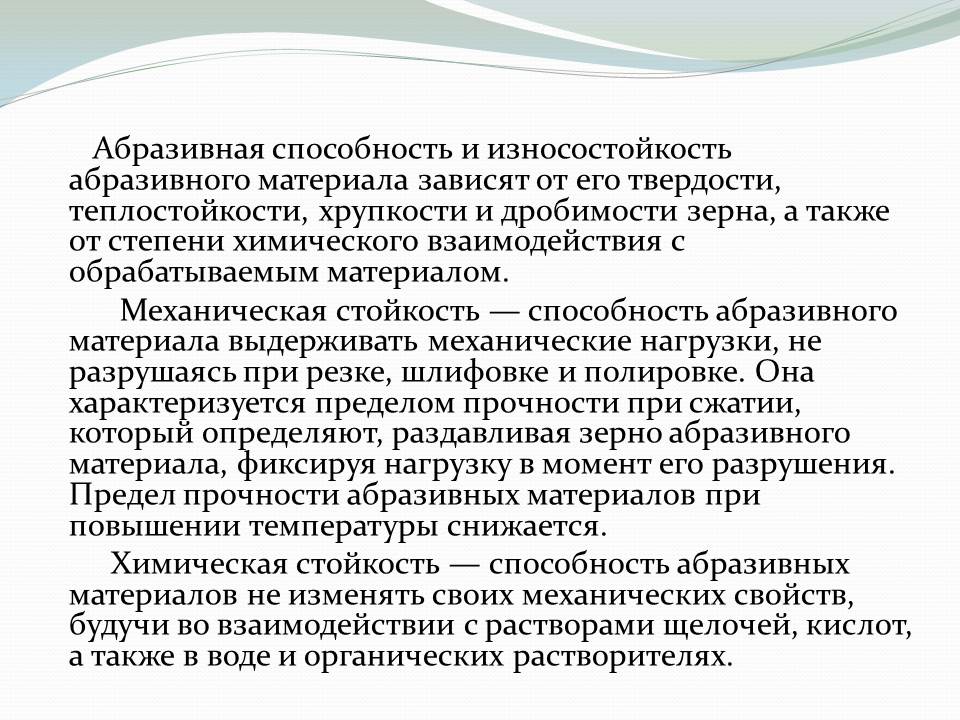 Абразивная способность и износостойкость
абразивного материала зависят от его твердости,
теплостойкости, хрупкости и дробимости зерна, а также
от степени химического взаимодействия с
обрабатываемым материалом.
Механическая стойкость — способность абразивного
материала выдерживать механические нагрузки, не
разрушаясь при резке, шлифовке и полировке. Она
характеризуется пределом прочности при сжатии,
который определяют, раздавливая зерно абразивного
материала, фиксируя нагрузку в момент его разрушения.
Предел прочности абразивных материалов при
повышении температуры снижается.
Химическая стойкость — способность абразивных
материалов не изменять своих механических свойств,
будучи во взаимодействии с растворами щелочей, кислот,
а также в воде и органических растворителях.